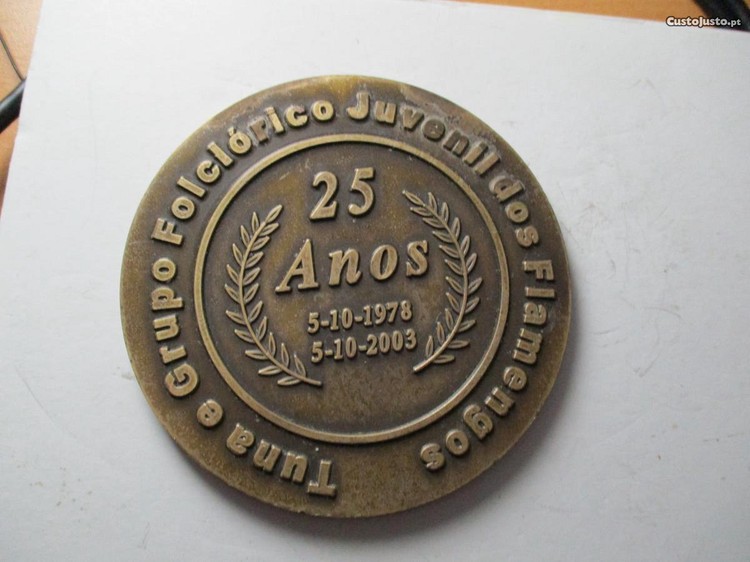 CustoJusto.pt
Tuna e Grupo Folclórico Juvenil dos Flamengos
25
Anos
5-10-1978
5-10-2003